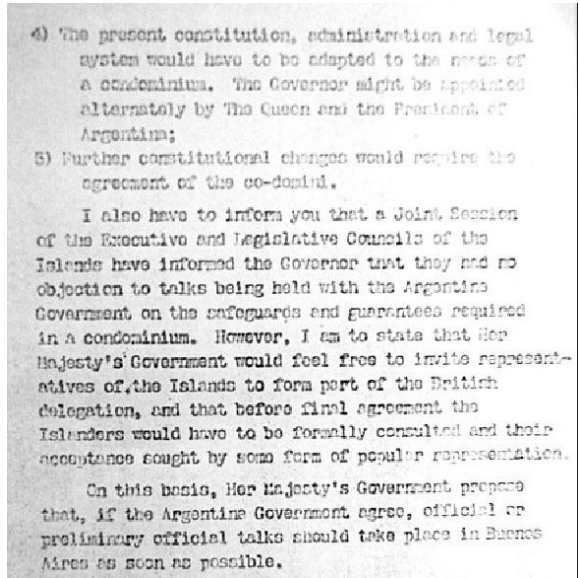 4) The present constitution, administration and legal
system would have to be adapted to the needs of
a condominium. The Governor might be appointed
alternately by The Queen and the President of
Argentina;
5) Further constitutional changes would require the
agreement of the co-domini.
I also have to inform you that a Joint Session
of the Executive and Legislative Councils of the
Islands have informed the Governor that they had no
objection to talks being held with the Argentine
Government on the safeguards and guarantees required
in a condominium. However, I am to state that Her
Majesty's Government would feel free to invite represent-
atives of the Islands to form part of the British
delegation, and that before final agreement the
Islanders would have to be formally consulted and their
acceptance sought by some form of popular representation.
On this basis, Her Majesty's Government propose
that, if the Argentine Government agree, official or
preliminary official talks should take place in Buenos
Aires as soon as possible.